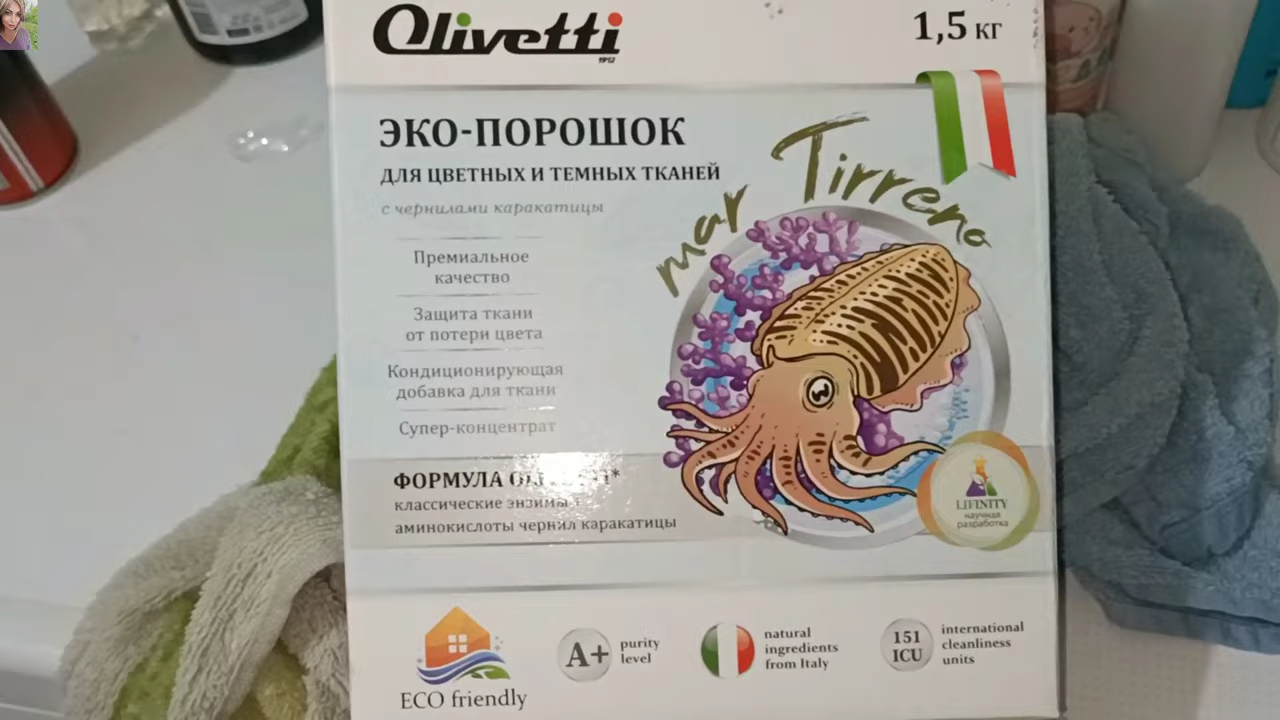 Olivetti
1912
1,5 кг
ЭКО-ПОРОШОК
ДЛЯ ЦВЕТНЫХ И ТЕМНЫХ ТКАНЕЙ
с чернилами каракатицы
mar Tirreno
Премиальное
качество
Защита ткани
от потери цвета
Кондиционирующая
добавка для ткани
Супер-концентрат
ФОРМУЛА
классические энзимы
аминокислоты чернил каракатицы
LIFINITY
научная
разработка
ECO friendly
A+
purity
level
natural
ingredients
from Italy
151
ICU
international
cleanliness
units